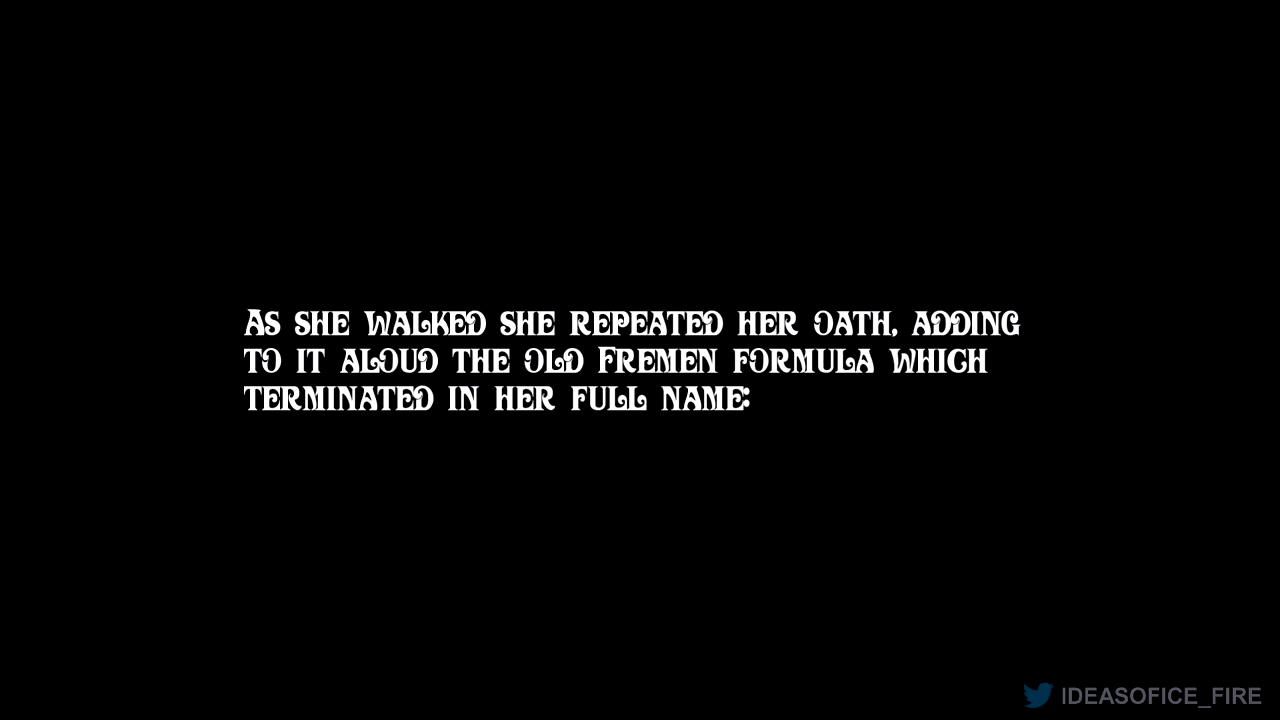 As she walked she repeated her oath, adding
to it aloud the old Fremen formula which
terminated in her full name:
IDEASOFICE_FIRE